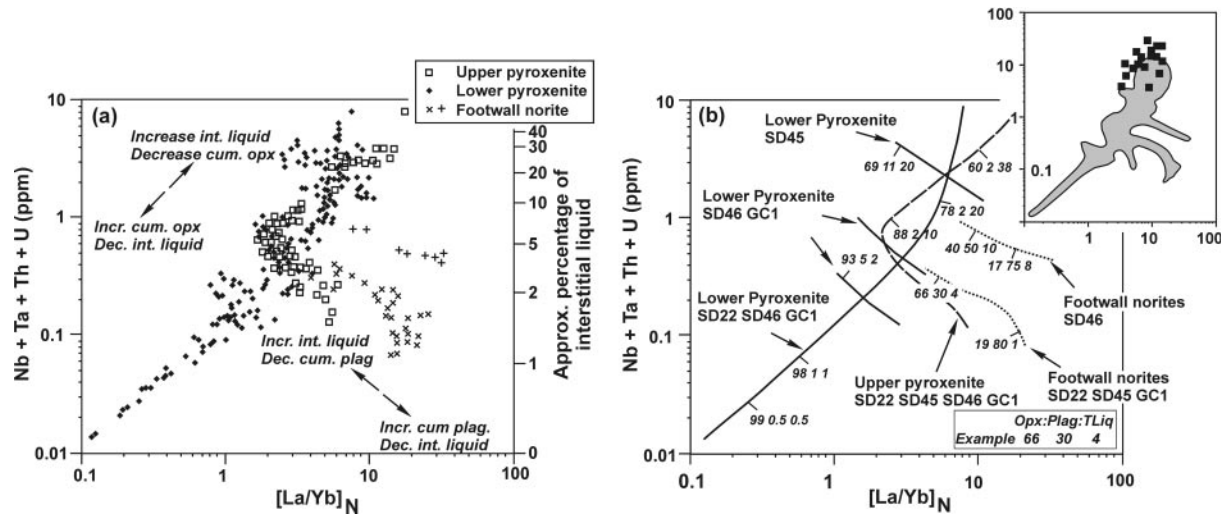 (a)
Upper pyroxenite
Lower pyroxenite
Footwall norite
Nb + Ta + Th + U (ppm)
10
1
0.1
0.01
Increase int. liquid
Decrease cum. opx
Incr. cum. opx
Dec. int. liquid
Incr. int. liquid
Dec. cum. plag
Incr. cum plag.
Dec. int. liquid
40
30
20
10
5
2
1
0
Approx. percentage of
interstitial liquid
0.1
1
10
100
[La/Yb]N
(b)
Nb + Ta + Th + U (ppm)
10
1
0.1
0.01
Lower Pyroxenite
SD45
69 11 20
60 2 38
Lower Pyroxenite
SD46 GC1
78 2 20
88 2 10
40 50 10
17 75 8
93 5 2
66 30 4
Footwall norites
SD46
Lower Pyroxenite
SD22 SD46 GC1
19 80 1
98 1 1
Upper pyroxenite
SD22 SD45 SD46 GC1
Footwall norites
SD22 SD45 GC1
99 0.5 0.5
Opx:Plag:TLiq
Example 66 30 4
0.1
1
10
100
[La/Yb]N
100
10
1
0.1
1
10
100